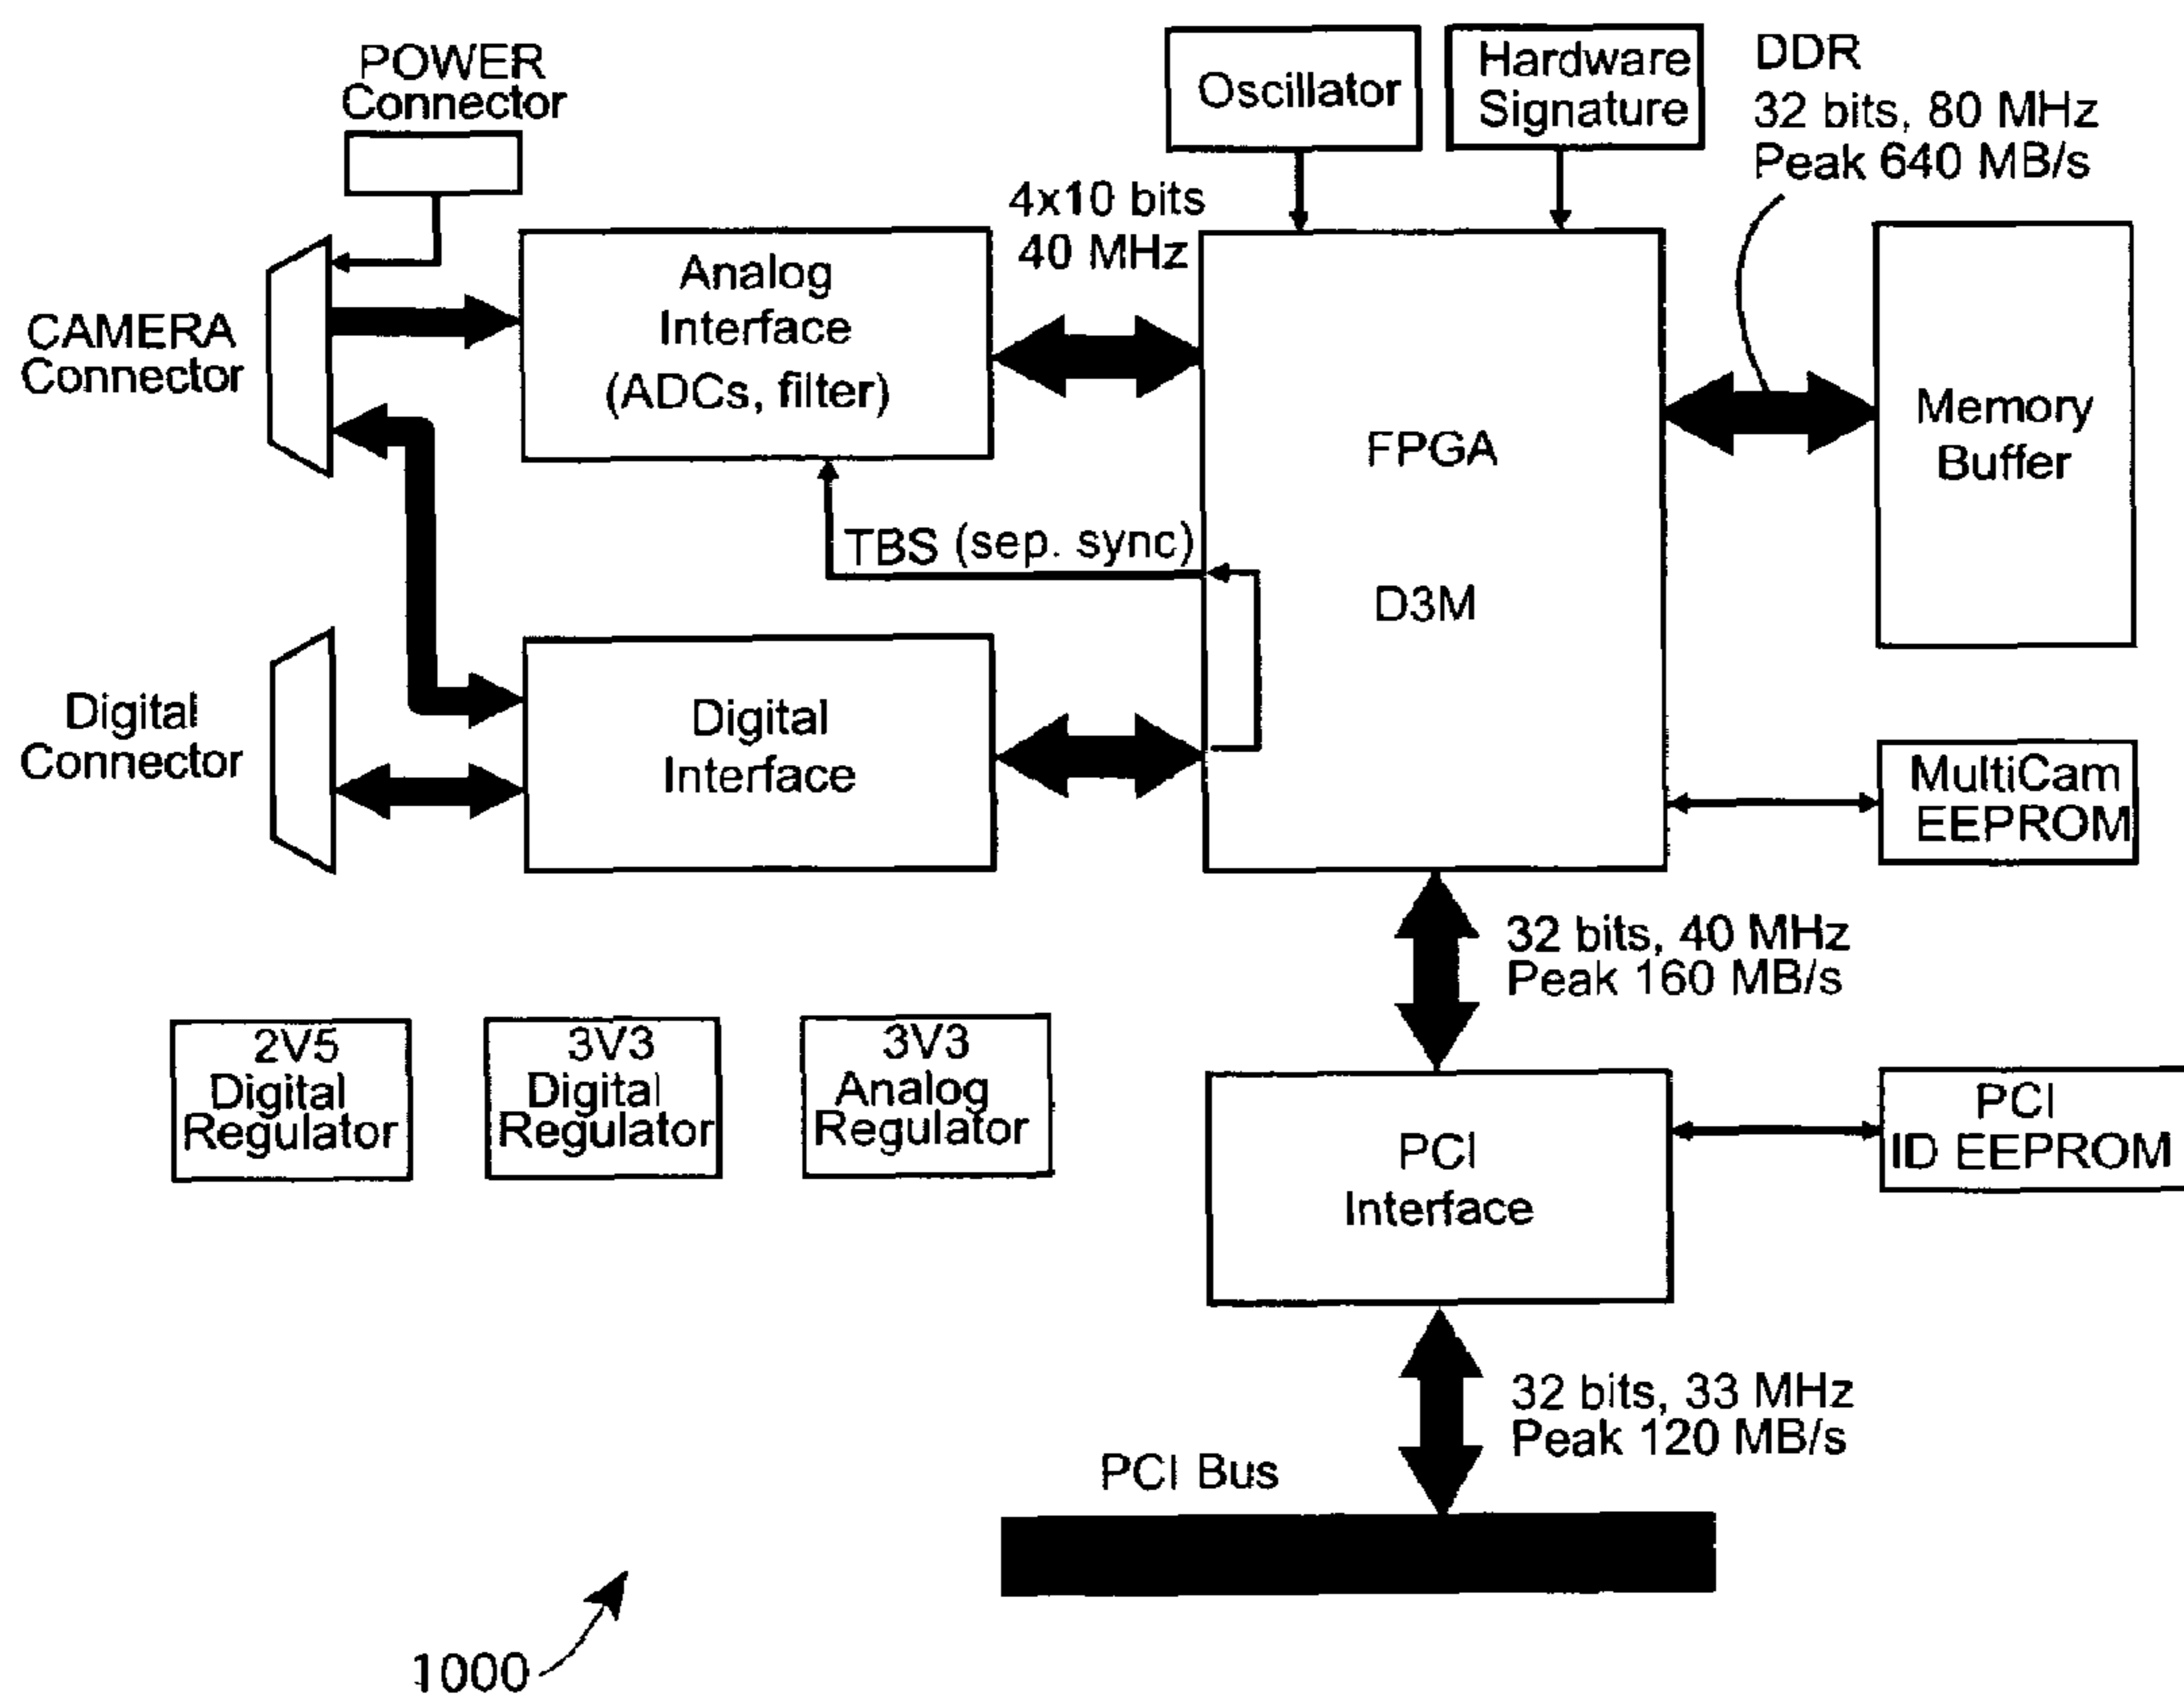 POWER
Connector
Oscillator
Hardware
Signature
DDR
32 bits, 80 MHz
Peak 640 MB/s
4x10 bits
40 MHz
CAMERA
Connector
Analog
Interface
(ADCs, filter)
FPGA
D3M
Memory
Buffer
TBS (sep. sync)
Digital
Connector
Digital
Interface
MultiCam
EEPROM
32 bits, 40 MHz
Peak 160 MB/s
2V5
Digital
Regulator
3V3
Digital
Regulator
3V3
Analog
Regulator
PCI
Interface
PCI
ID EEPROM
32 bits, 33 MHz
Peak 120 MB/s
PCI Bus
1000